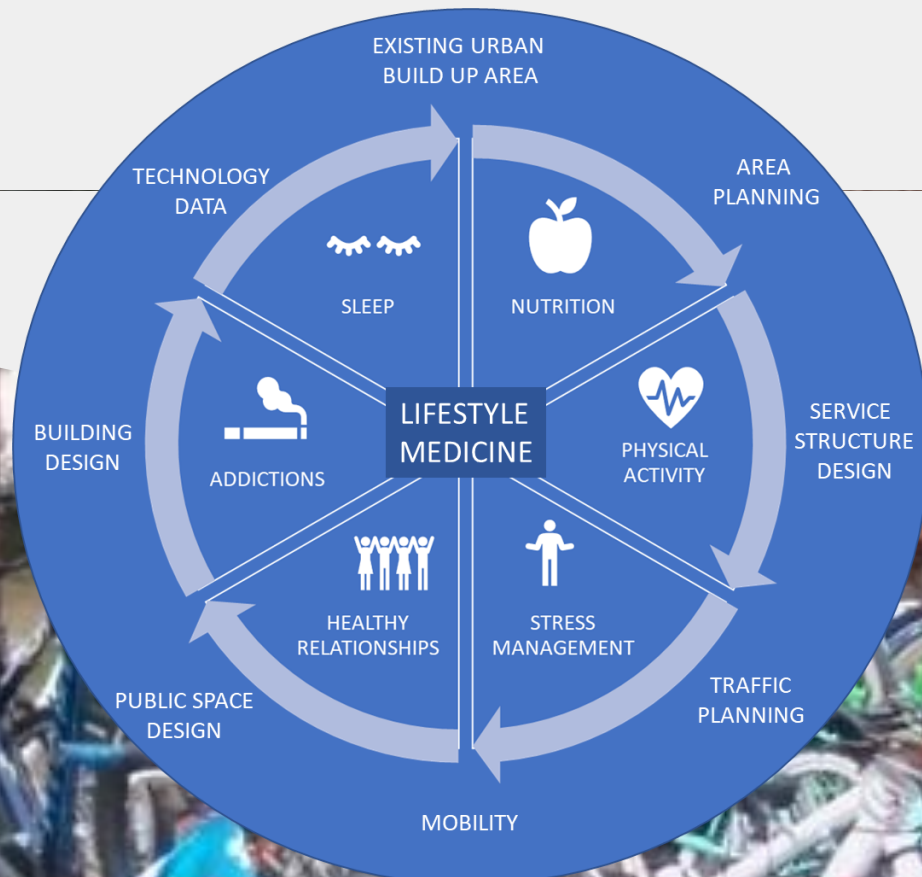 EXISTING URBAN
BUILD UP AREA
AREA
PLANNING
SERVICE
STRUCTURE
DESIGN
TRAFFIC
PLANNING
MOBILITY
PUBLIC SPACE
DESIGN
BUILDING
DESIGN
TECHNOLOGY
DATA
NUTRITION
PHYSICAL
ACTIVITY
STRESS
MANAGEMENT
HEALTHY
RELATIONSHIPS
ADDICTIONS
SLEEP
LIFESTYLE
MEDICINE